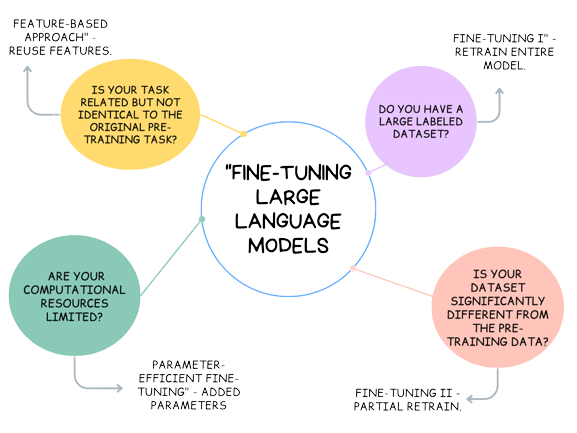 FEATURE-BASED
APPROACH" -
REUSE FEATURES.
IS YOUR TASK
RELATED BUT NOT
IDENTICAL TO THE
ORIGINAL PRE-
TRAINING TASK?
FINE-TUNING I" -
RETRAIN ENTIRE
MODEL.
DO YOU HAVE A
LARGE LABELED
DATASET?
"FINE-TUNING
LARGE
LANGUAGE
MODELS
ARE YOUR
COMPUTATIONAL
RESOURCES
LIMITED?
PARAMETER-
EFFICIENT FINE-
TUNING" - ADDED
PARAMETERS
IS YOUR
DATASET
SIGNIFICANTLY
DIFFERENT FROM
THE PRE-
TRAINING DATA?
FINE-TUNING II -
PARTIAL RETRAIN.